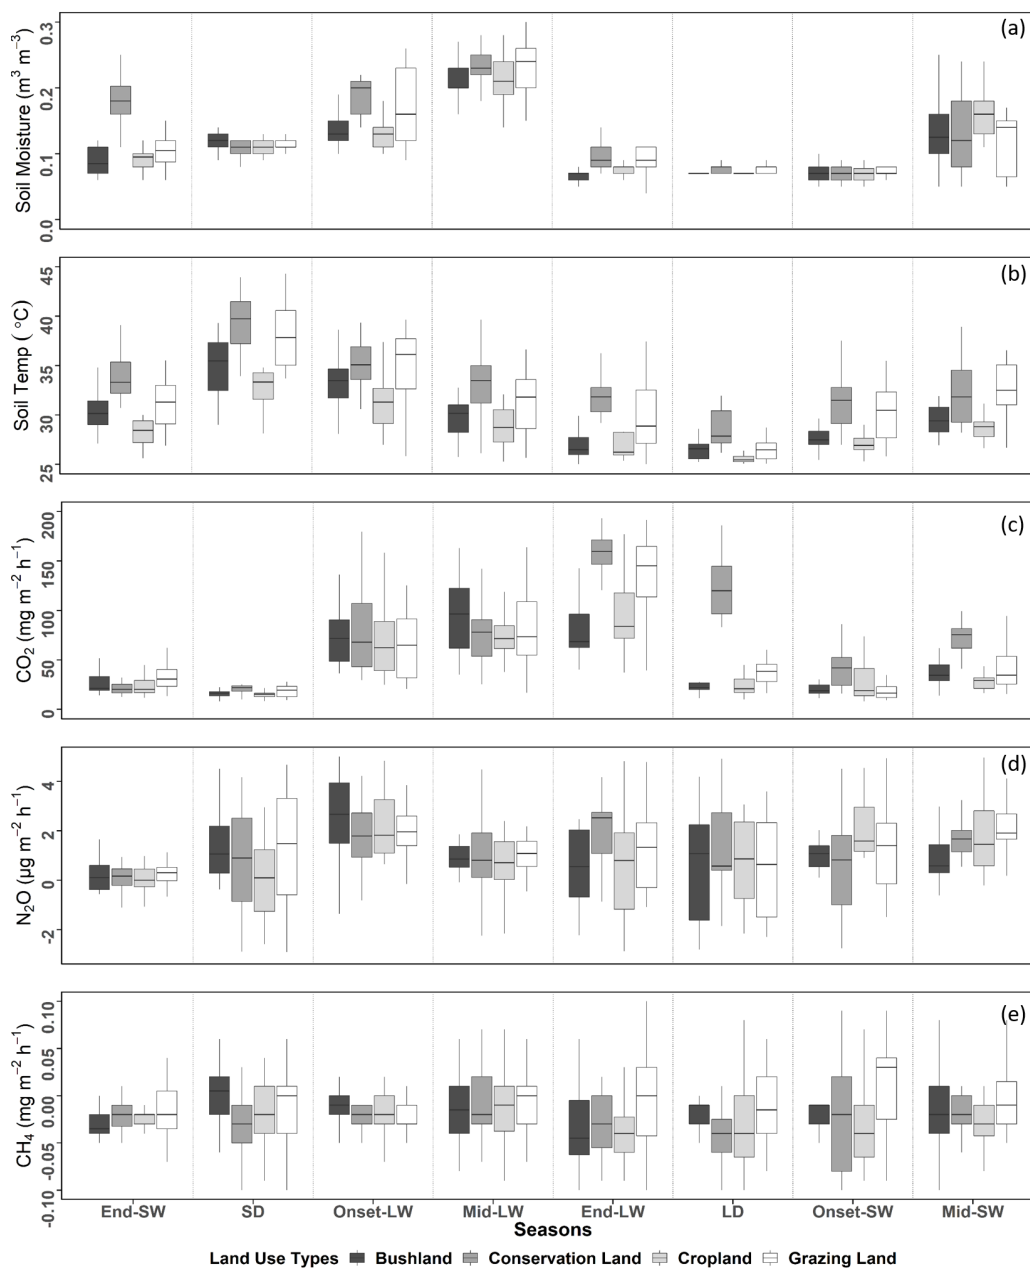 (a)
Soil Moisture (m³ m⁻³)
0.3
0.2
0.1
0.0
(b)
Soil Temp ( °C)
45
40
35
30
25
(c)
CO₂ (mg m⁻² h⁻¹)
200
150
100
50
0
(d)
N₂O (µg m⁻² h⁻¹)
4
2
0
-2
(e)
CH₄ (mg m⁻² h⁻¹)
0.10
0.05
0.00
-0.05
-0.10
End-SW SD Onset-LW Mid-LW End-LW LD Onset-SW Mid-SW
Seasons
Land Use Types Bushland Conservation Land Cropland Grazing Land